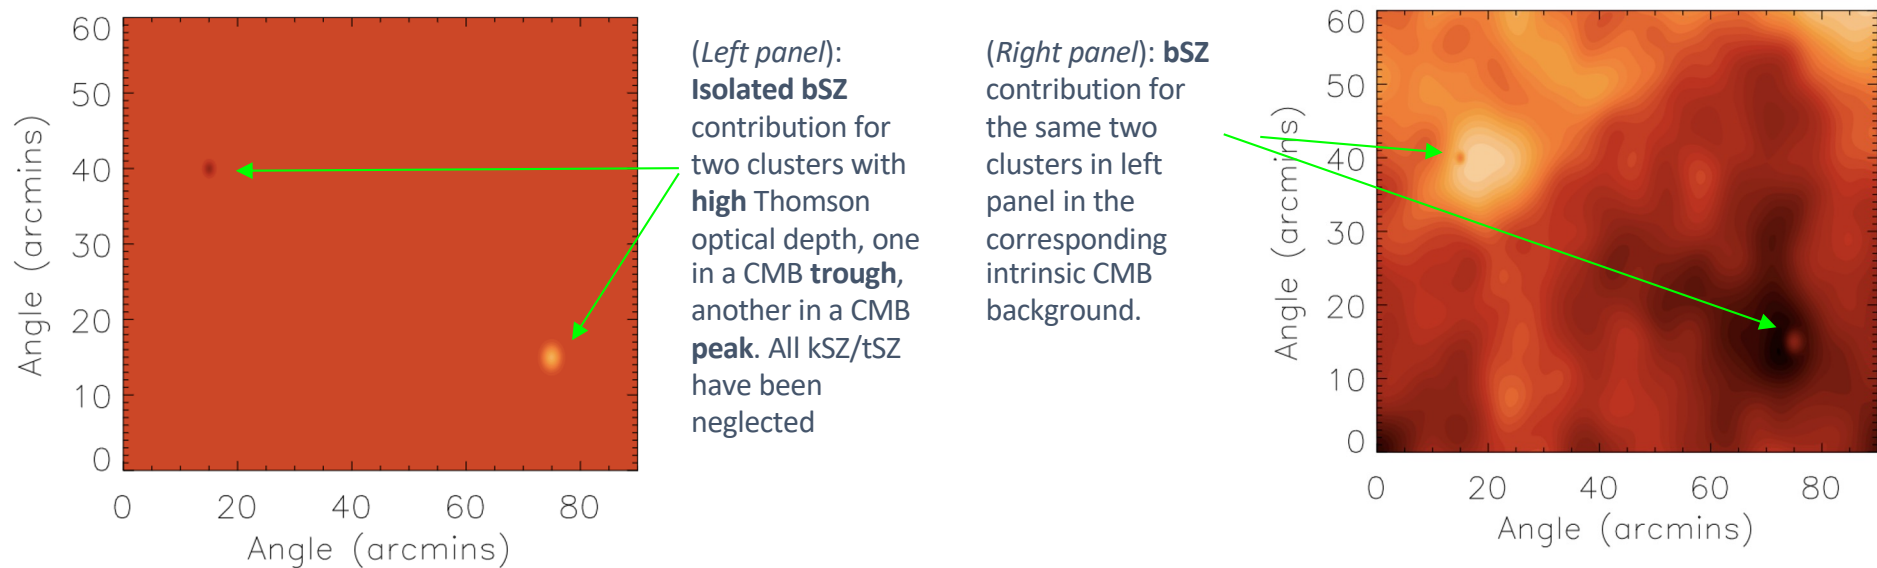 60
50
40
30
20
10
0
0 20 40 60 80
Angle (arcmins)
Angle (arcmins)
(Left panel):
Isolated bSZ
contribution for
two clusters with
high Thomson
optical depth, one
in a CMB trough,
another in a CMB
peak. All kSZ/tSZ
have been
neglected
(Right panel): bSZ
contribution for
the same two
clusters in left
panel in the
corresponding
intrinsic CMB
background.
60
50
40
30
20
10
0
0 20 40 60 80
Angle (arcmins)
Angle (arcmins)